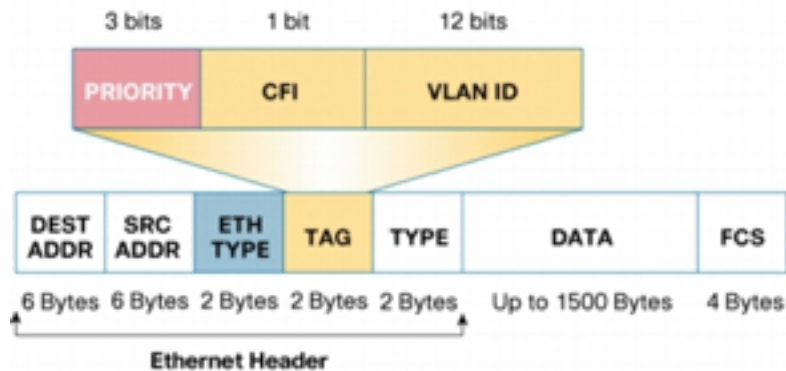 3 bits 1 bit 12 bits
PRIORITY CFI VLAN ID
DEST ADDR SRC ADDR ETH TYPE TAG TYPE DATA FCS
6 Bytes 6 Bytes 2 Bytes 2 Bytes 2 Bytes Up to 1500 Bytes 4 Bytes
Ethernet Header